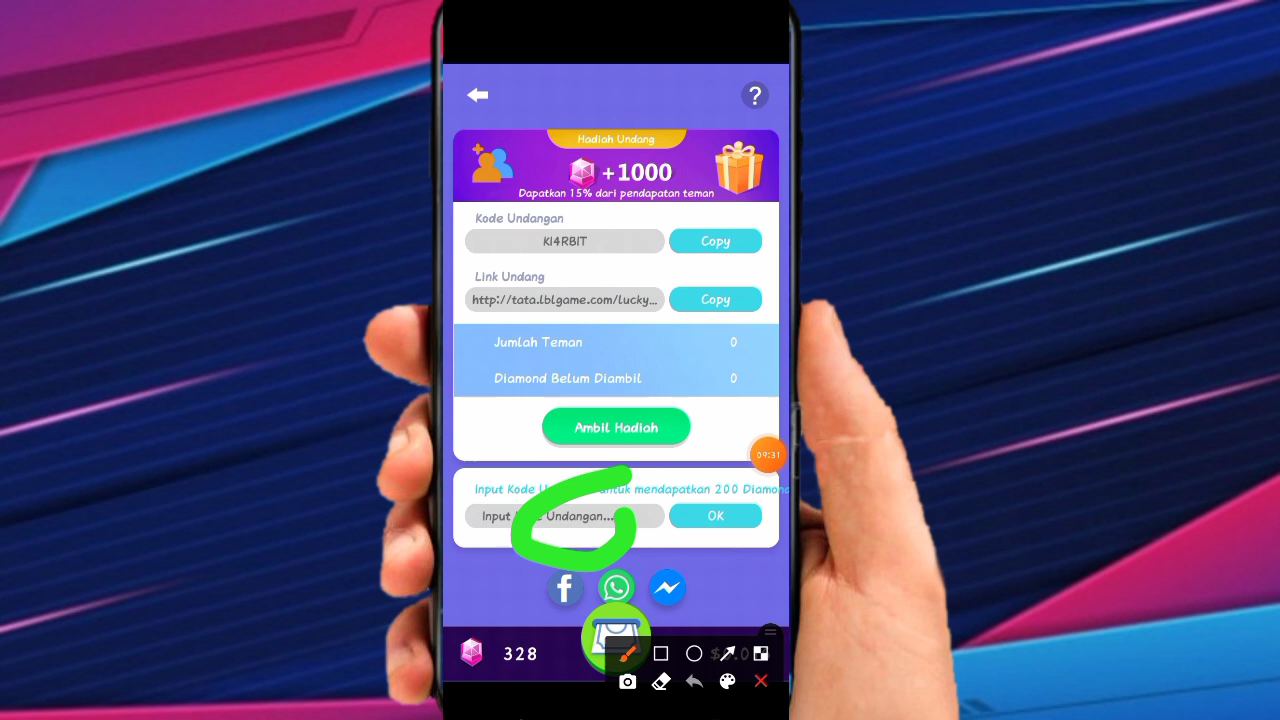 ?
Hadiah Undang
+1000
Dapatkan 15% dari pendapatan teman
Kode Undangan
KI4RBIT Copy
Link Undang
http://tata.lblgame.com/lucky... Copy
Jumlah Teman 0
Diamond Belum Diambil 0
Ambil Hadiah
09:31
Input Kode untuk mendapatkan 200 Diamond
Input Undangan... OK
328